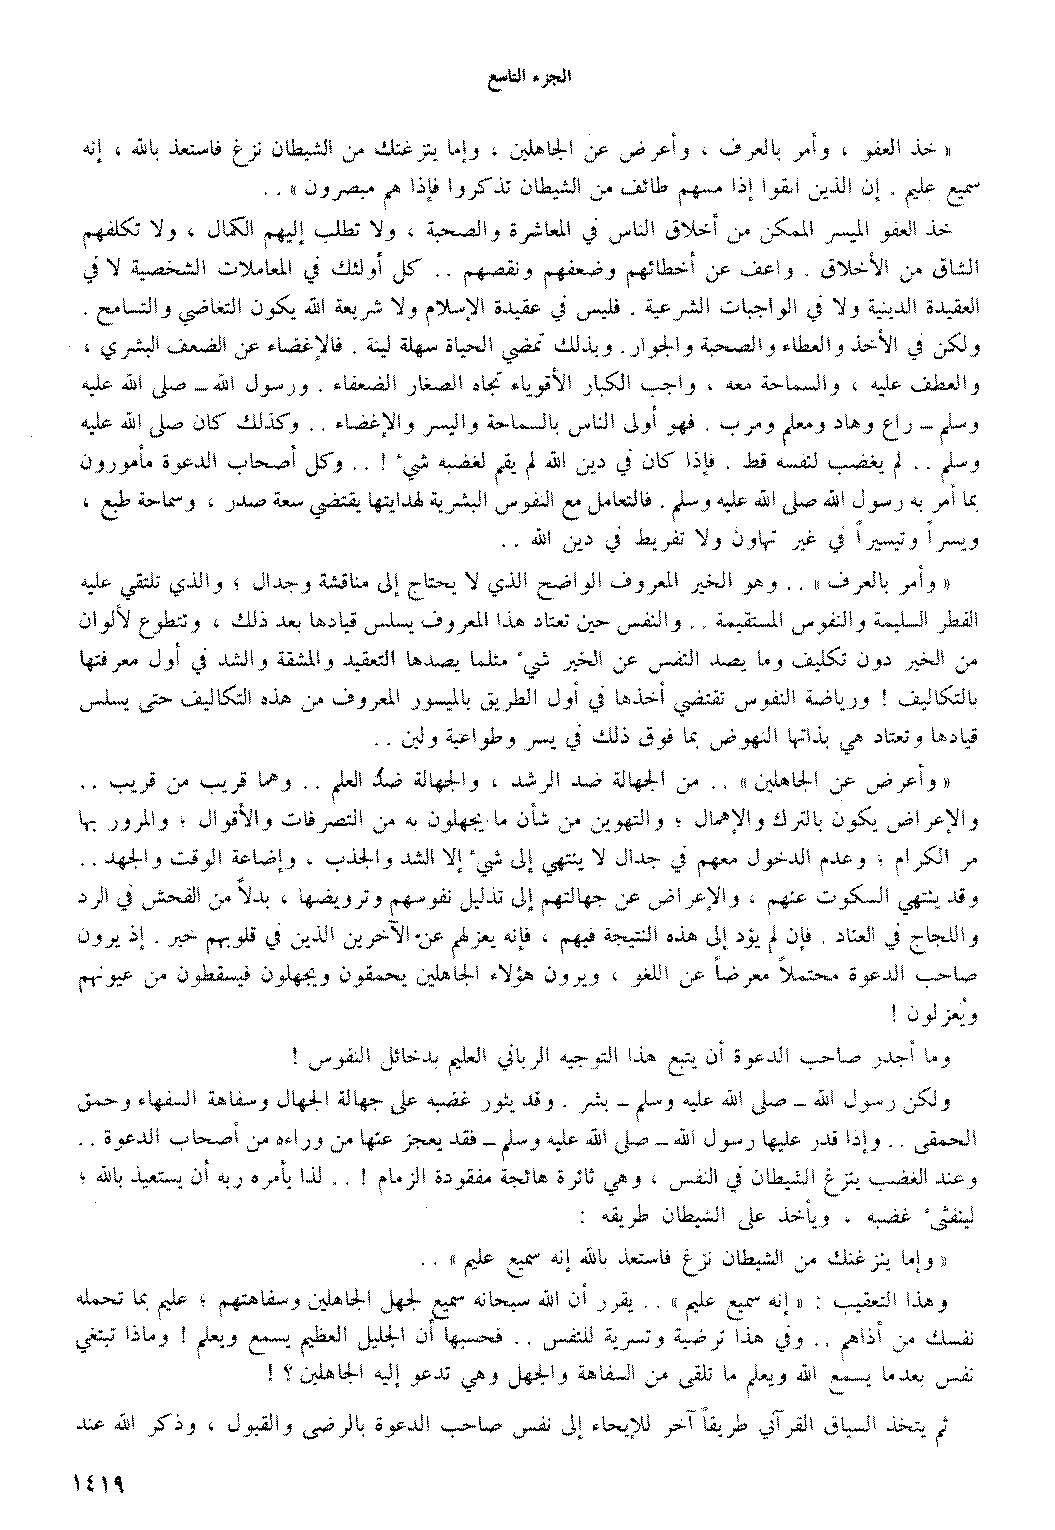 الجزء التاسع
« خذ العفو ، وأمر بالعرف ، وأعرض عن الجاهلين ، وإما ينزغنك من الشيطان نزغ فاستعذ بالله ، إنه
سميع عليم . إن الذين اتقوا إذا مسهم طائف من الشيطان تذكروا فإذا هم مبصرون » . .
خذ العفو الميسر الممكن من أخلاق الناس في المعاشرة والصحبة ، ولا تطلب إليهم الكمال ، ولا تكلفهم
الشاق من الأخلاق . واعف عن أخطائهم وضعفهم ونقصهم . . كل أولئك في المعاملات الشخصية لا في
العقيدة الدينية ولا في الواجبات الشرعية . فليس في عقيدة الإسلام ولا شريعة الله يكون التغاضي والتسامح .
ولكن في الأخذ والعطاء والصحبة والجوار. وبذلك تمضي الحياة سهلة لينة . فالإغضاء عن الضعف البشري ،
والعطف عليه ، والسماحة معه ، واجب الكبار الأقوياء تجاه الصغار الضعفاء . ورسول الله ـ صلى الله عليه
وسلم ـ راع وهاد ومعلم ومرب . فهو أولى الناس بالسماحة واليسر والإغضاء . . وكذلك كان صلى الله عليه
وسلم . . لم يغضب لنفسه قط . فإذا كان في دين الله لم يقم لغضبه شيء ! . . وكل أصحاب الدعوة مأمورون
بما أمر به رسول الله صلى الله عليه وسلم . فالتعامل مع النفوس البشرية لهدايتها يقتضي سعة صدر ، وسماحة طبع ،
ويسراً وتيسيراً في غير تهاون ولا تفريط في دين الله . .
« وأمر بالعرف » . . وهو الخير المعروف الواضح الذي لا يحتاج إلى مناقشة وجدال ؛ والذي تلتقي عليه
الفطر السليمة والنفوس المستقيمة . . والنفس حين تعتاد هذا المعروف يسلس قيادها بعد ذلك ، وتتطوع لألوان
من الخير دون تكليف وما يصد النفس عن الخير شيء مثلما يصدها التعقيد والمشقة والشد في أول معرفتها
بالتكاليف ! ورياضة النفوس تقتضي أخذها في أول الطريق بالميسور المعروف من هذه التكاليف حتى يسلس
قيادها وتعتاد هي بذاتها النهوض بما فوق ذلك في يسر وطواعية ولين . .
« وأعرض عن الجاهلين » . . من الجهالة ضد الرشد ، والجهالة ضد العلم . . وهما قريب من قريب . .
والإعراض يكون بالترك والإهمال ؛ والتهوين من شأن ما يجهلون به من التصرفات والأقوال ؛ والمرور بها
مر الكرام ؛ وعدم الدخول معهم في جدال لا ينتهي إلى شيء إلا الشد والجذب ، وإضاعة الوقت والجهد . .
وقد ينتهي السكوت عنهم ، والإعراض عن جهالتهم إلى تذليل نفوسهم وترويضها ، بدلاً من الفحش في الرد
واللجاج في العناد . فإن لم يؤد إلى هذه النتيجة فيهم ، فإنه يعزلهم عن الآخرين الذين في قلوبهم خير . إذ يرون
صاحب الدعوة محتملاً معرضاً عن اللغو ، ويرون هؤلاء الجاهلين يحمقون ويجهلون فيسقطون من عيونهم
ويُعزلون !
وما أجدر صاحب الدعوة أن يتبع هذا التوجيه الرباني العليم بدخائل النفوس !
ولكن رسول الله ـ صلى الله عليه وسلم ـ بشر . وقد يثور غضبه على جهالة الجهال وسفاهة السفهاء وحمق
الحمقى . . وإذا قدر عليها رسول الله ـ صلى الله عليه وسلم ـ فقد يعجز عنها من وراءه من أصحاب الدعوة . .
وعند الغضب ينزغ الشيطان في النفس ، وهي ثائرة هائجة مفقودة الزمام ! . . لذا يأمره ربه أن يستعيذ بالله ؛
لينفثئ غضبه ، ويأخذ على الشيطان طريقه :
« وإما ينزغنك من الشيطان نزغ فاستعذ بالله إنه سميع عليم » . .
وهذا التعقيب : « إنه سميع عليم » . . يقرر أن الله سبحانه سميع لجهل الجاهلين وسفاهتهم ؛ عليم بما تحمله
نفسك من أذاهم . . وفي هذا ترضية وتسرية للنفس . . فحسبها أن الجليل العظيم يسمع ويعلم ! وماذا تبتغي
نفس بعدما يسمع الله ويعلم ما تلقى من السفاهة والجهل وهي تدعو إليه الجاهلين ؟ !
ثم يتخذ السياق القرآني طريقاً آخر للإيحاء إلى نفس صاحب الدعوة بالرضى والقبول ، وذكر الله عند
١٤١٩